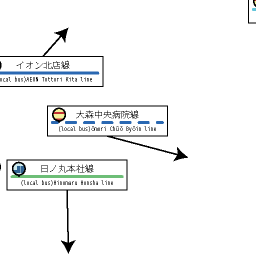 イオン北店線
local bus)AEON Tottori Kita line
大森中央病院線
(local bus)Ōmori Chūō Byōin line
日ノ丸本社線
(local bus)Hinomaru Honsha line